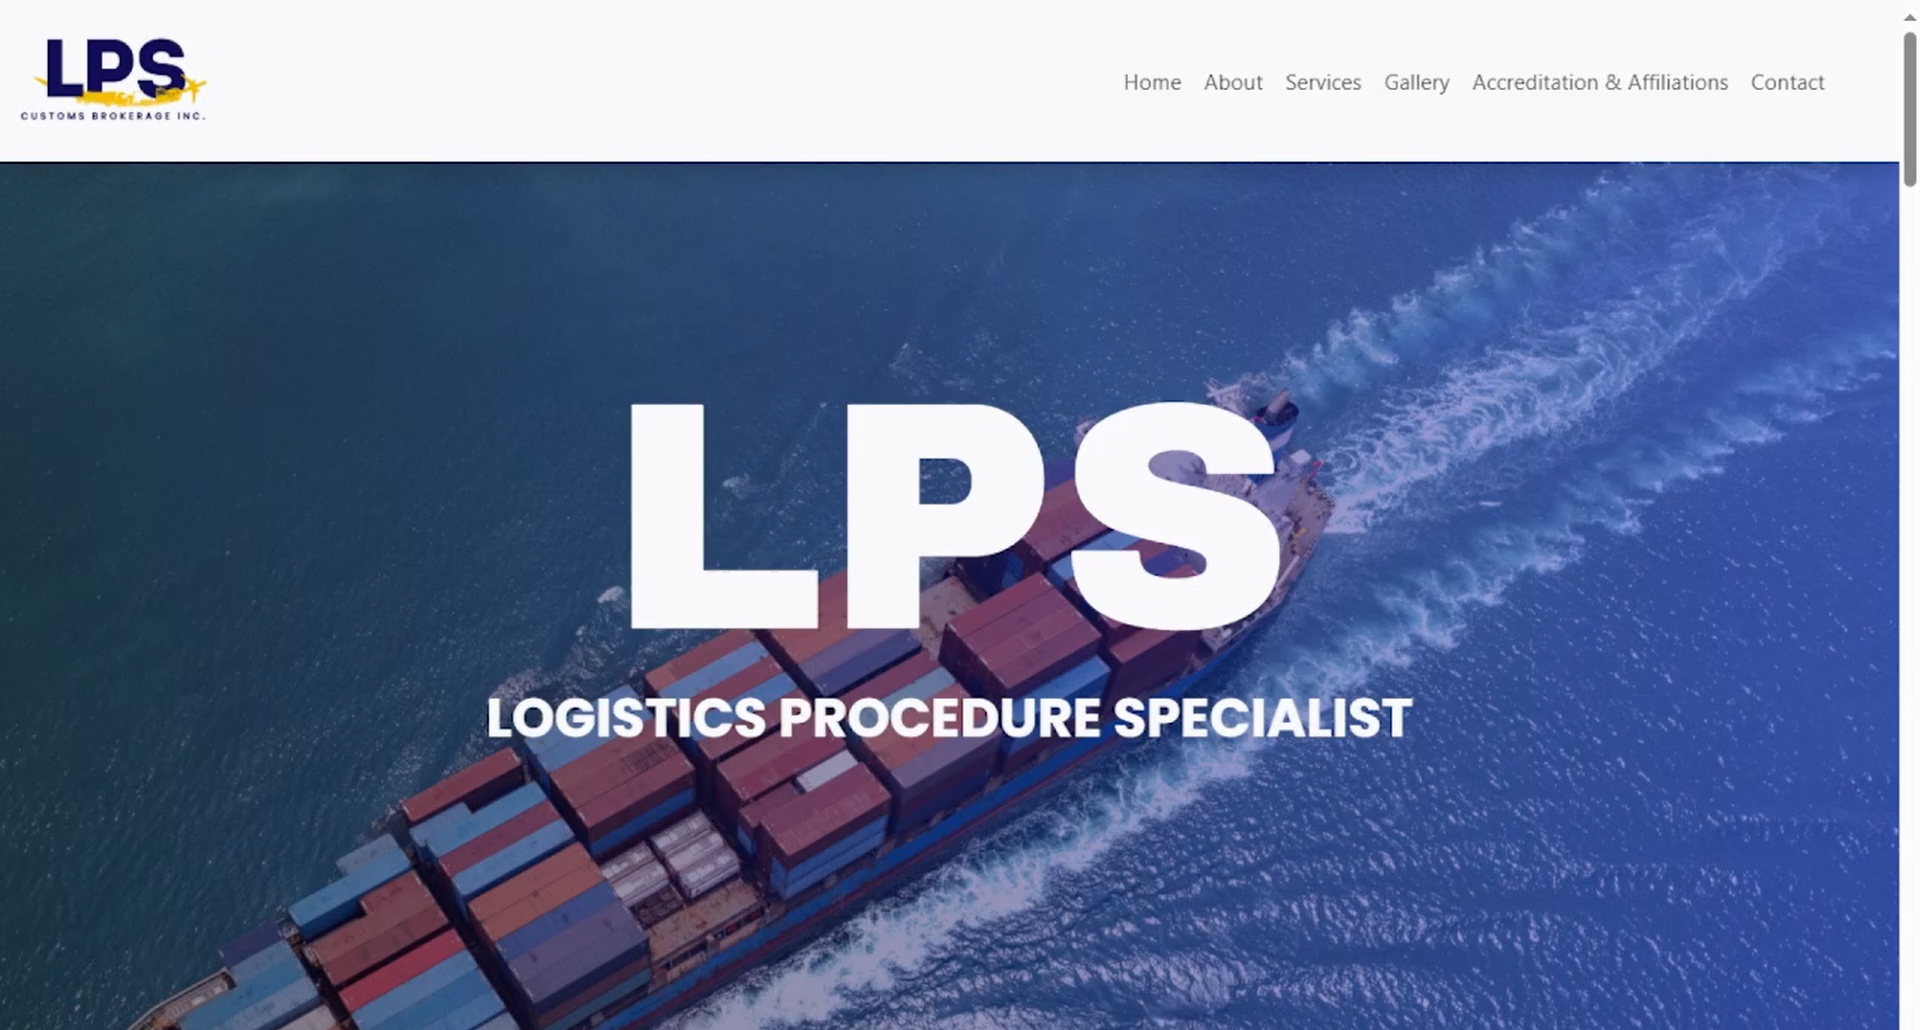 LPS
CUSTOMS BROKERAGE INC.
Home About Services Gallery Accreditation & Affiliations Contact
LPS
LOGISTICS PROCEDURE SPECIALIST